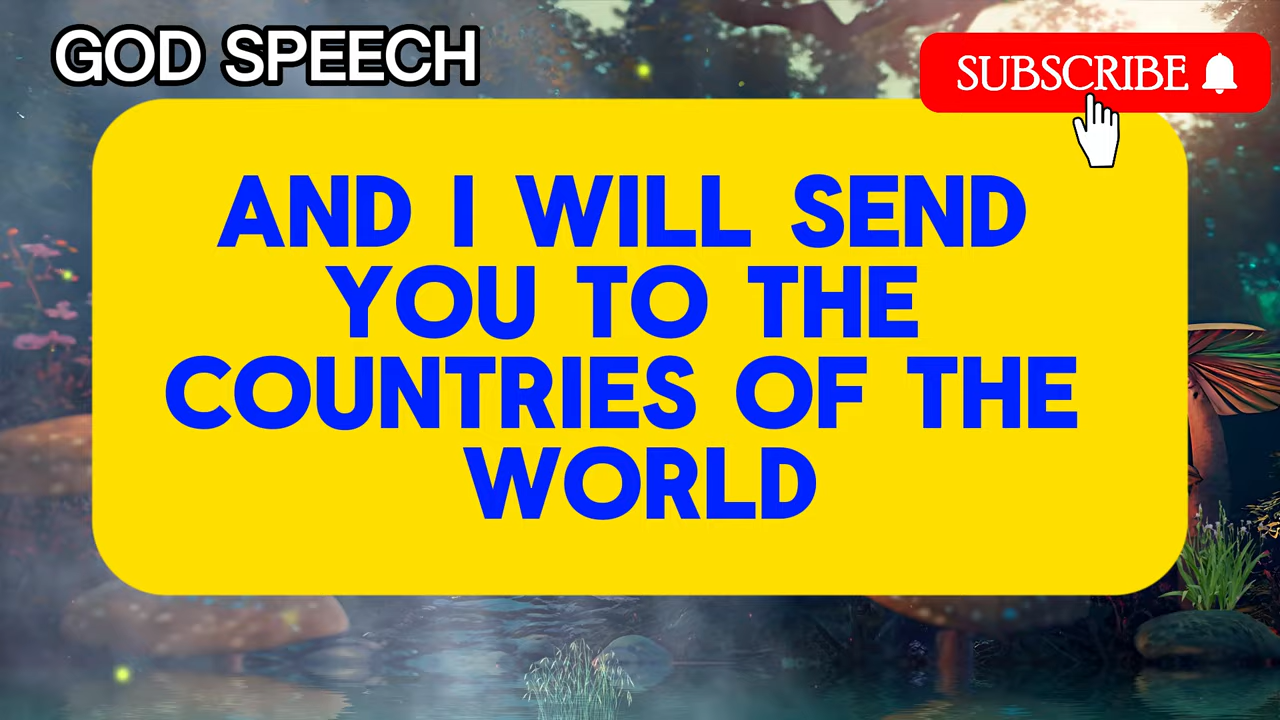 GOD SPEECH
SUBSCRIBE
AND I WILL SEND
YOU TO THE
COUNTRIES OF THE
WORLD